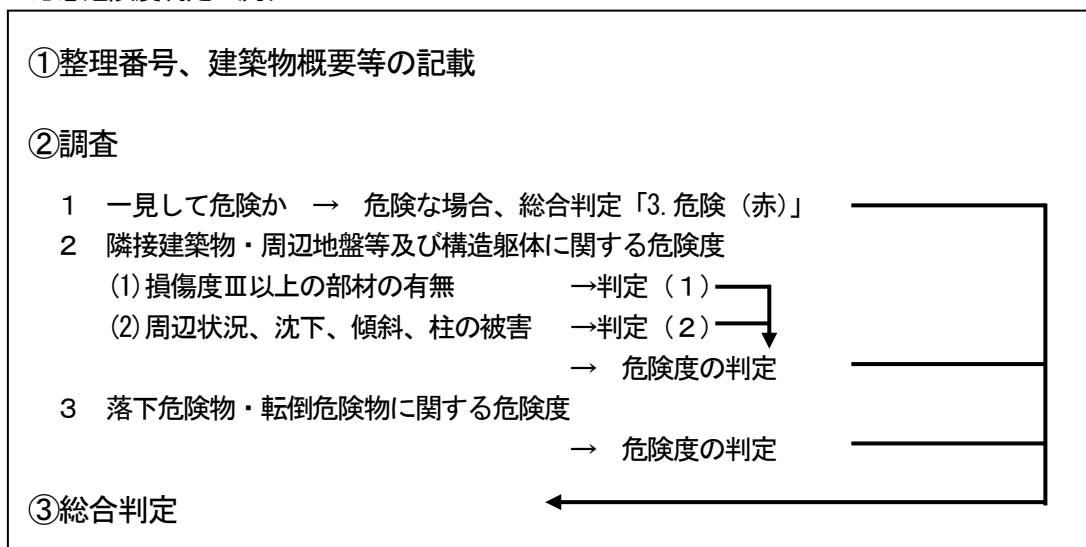 ①整理番号、建築物概要等の記載
②調査
１　一見して危険か　→　危険な場合、総合判定「3.危険（赤）」
２　隣接建築物・周辺地盤等及び構造躯体に関する危険度
(1)損傷度Ⅲ以上の部材の有無　→判定（１）
(2)周辺状況、沈下、傾斜、柱の被害　→判定（２）
→　危険度の判定
３　落下危険物・転倒危険物に関する危険度
→　危険度の判定
③総合判定